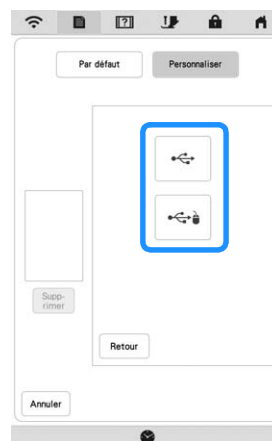 Par défaut
Personnaliser
Supp-
rimer
Retour
Annuler